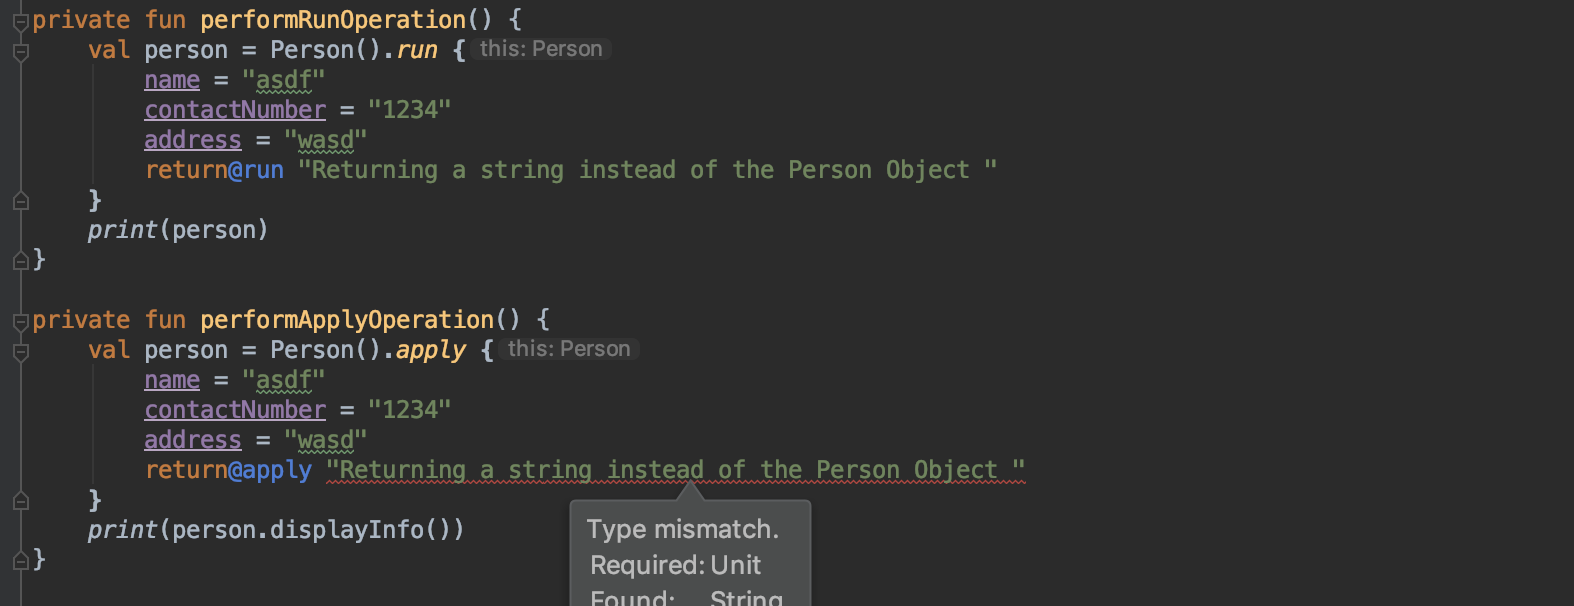 private fun performRunOperation() {
    val person = Person().run { this: Person
        name = "asdf"
        contactNumber = "1234"
        address = "wasd"
        return@run "Returning a string instead of the Person Object "
    }
    print(person)
}
private fun performApplyOperation() {
    val person = Person().apply { this: Person
        name = "asdf"
        contactNumber = "1234"
        address = "wasd"
        return@apply "Returning a string instead of the Person Object "
    }
    print(person.displayInfo())
}
Type mismatch.
Required: Unit
Found: String